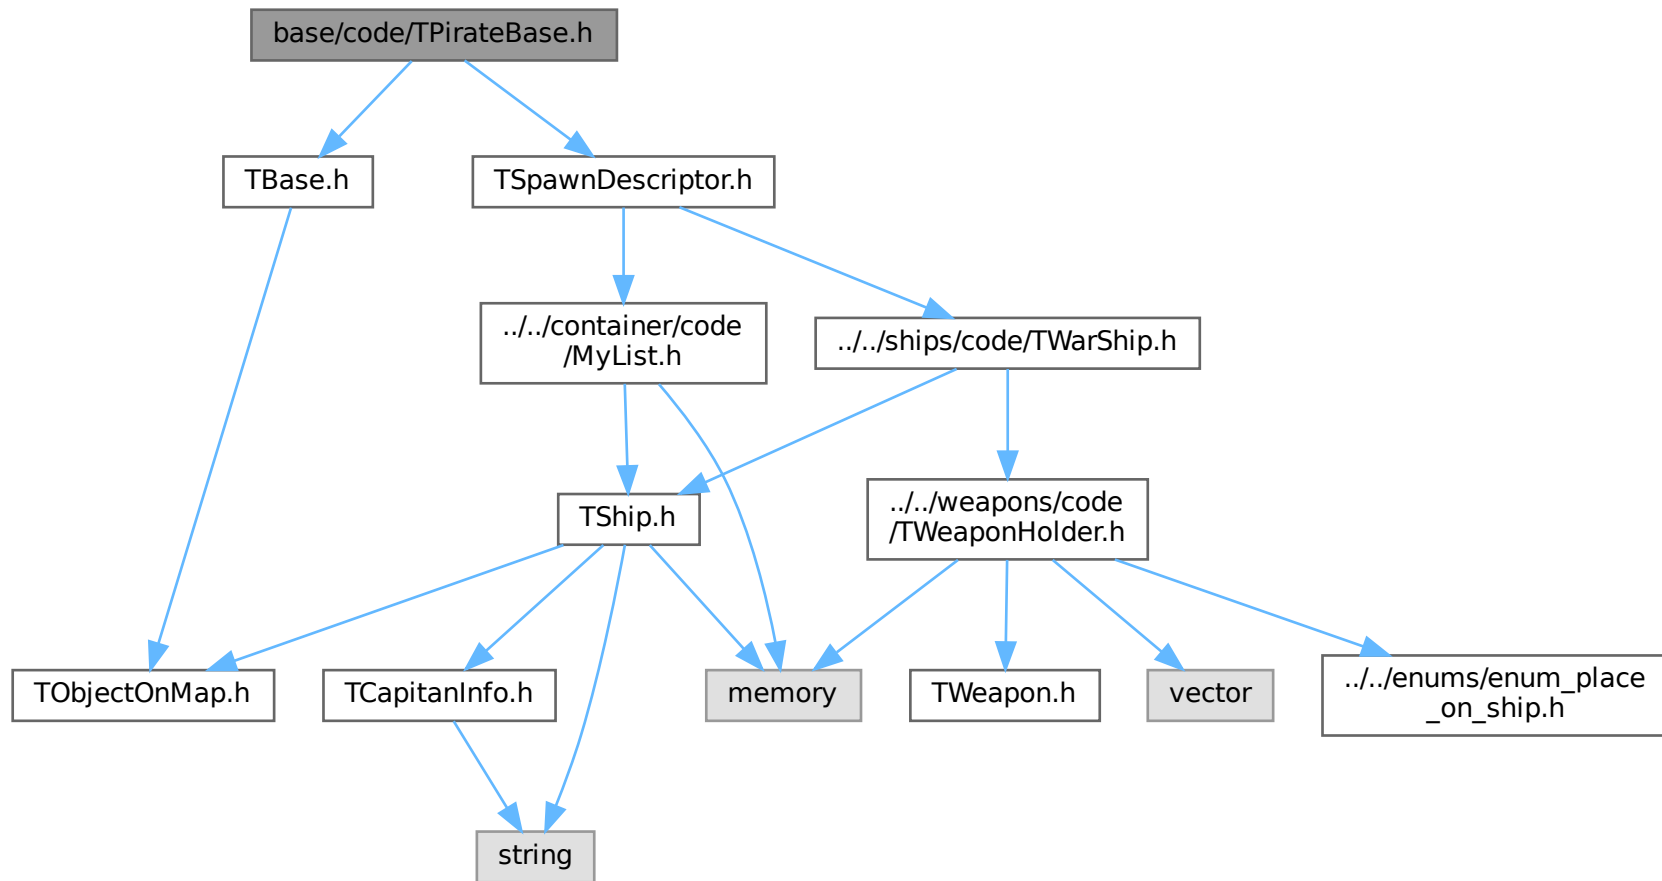 base/code/TPirateBase.h
TBase.h
TSpawnDescriptor.h
../../container/code
/MyList.h
../../ships/code/TWarShip.h
TShip.h
../../weapons/code
/TWeaponHolder.h
TObjectOnMap.h
TCapitanInfo.h
memory
TWeapon.h
vector
../../enums/enum_place
_on_ship.h
string